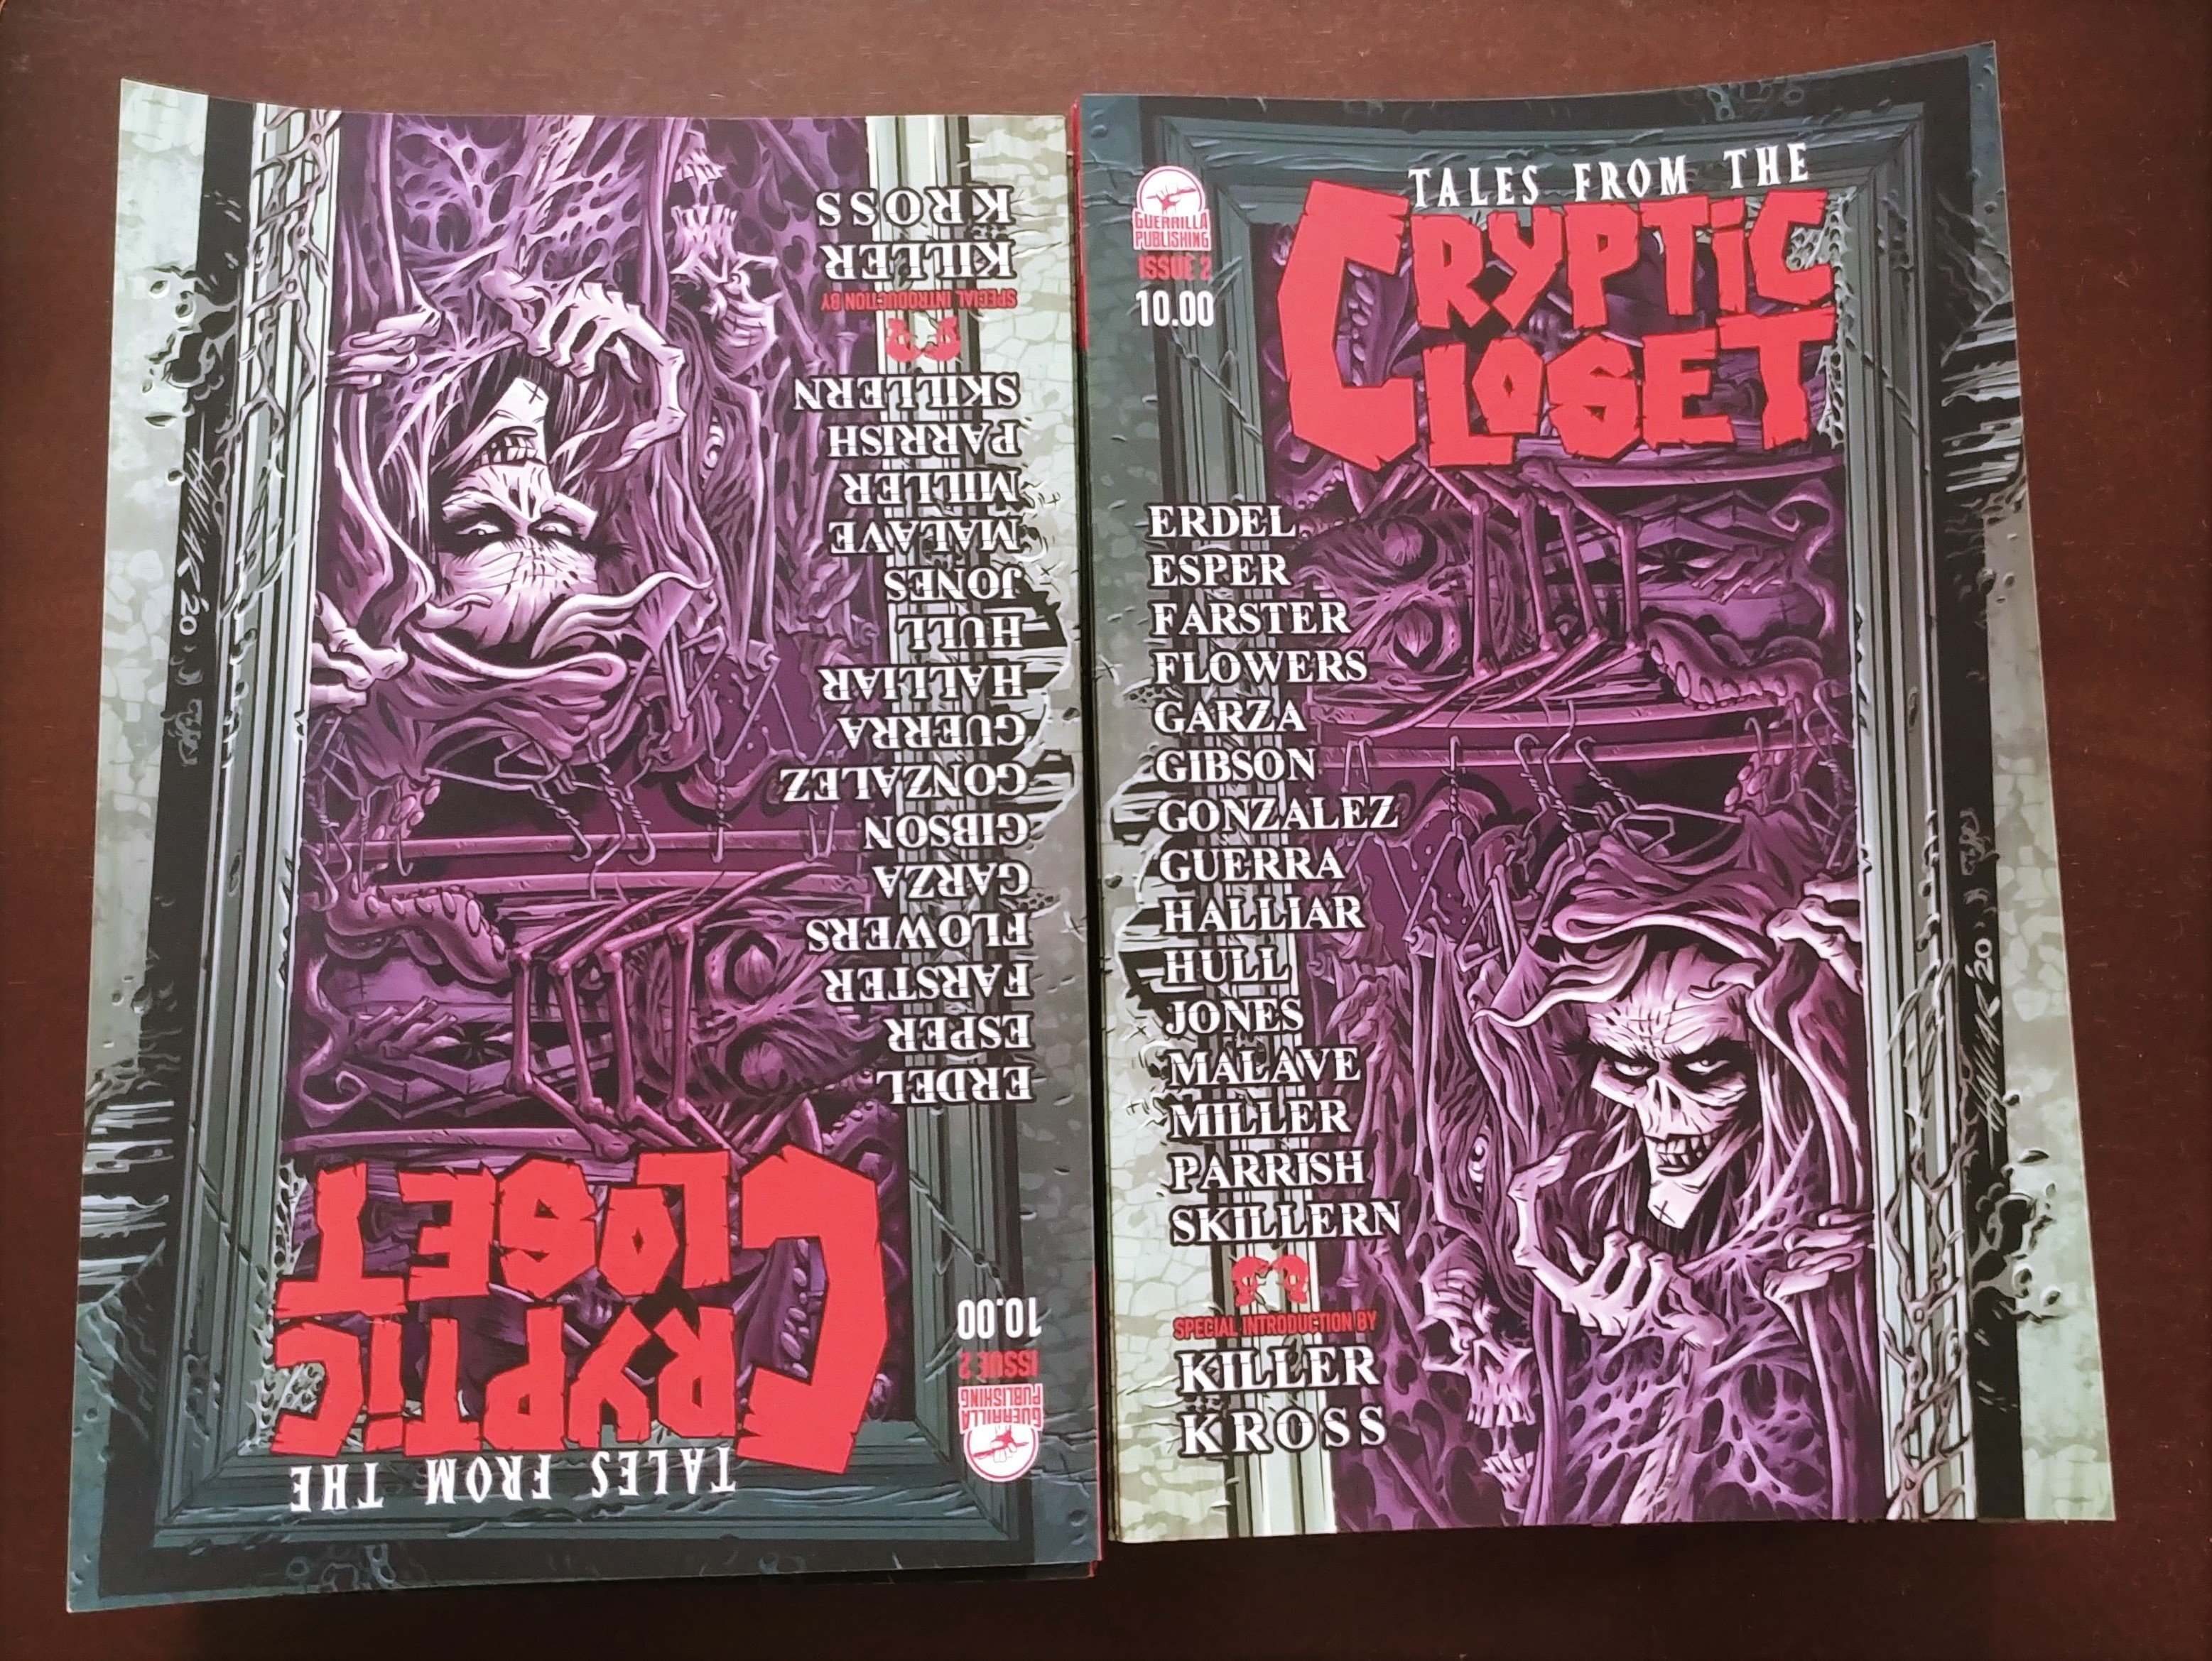 KROSS
KILLER
SPECIAL INTRODUCTION BY
SKILLERN
PARRISH
MILLER
MALAVE
JONES
HULL
HALLIAR
GUERRA
GONZALEZ
GIBSON
GARZA
FLOWERS
FARSTER
ESPER
ERDEL
'20
CLOSET
CRYPTIC
TALES FROM THE
10.00
ISSUE 2
GUERRILLA
PUBLISHING
TALES FROM THE
CRYPTIC
CLOSET
GUERRILLA
PUBLISHING
ISSUE 2
10.00
ERDEL
ESPER
FARSTER
FLOWERS
GARZA
GIBSON
GONZALEZ
GUERRA
HALLIAR
HULL
JONES
MALAVE
MILLER
PARRISH
SKILLERN
SPECIAL INTRODUCTION BY
KILLER
KROSS
'20